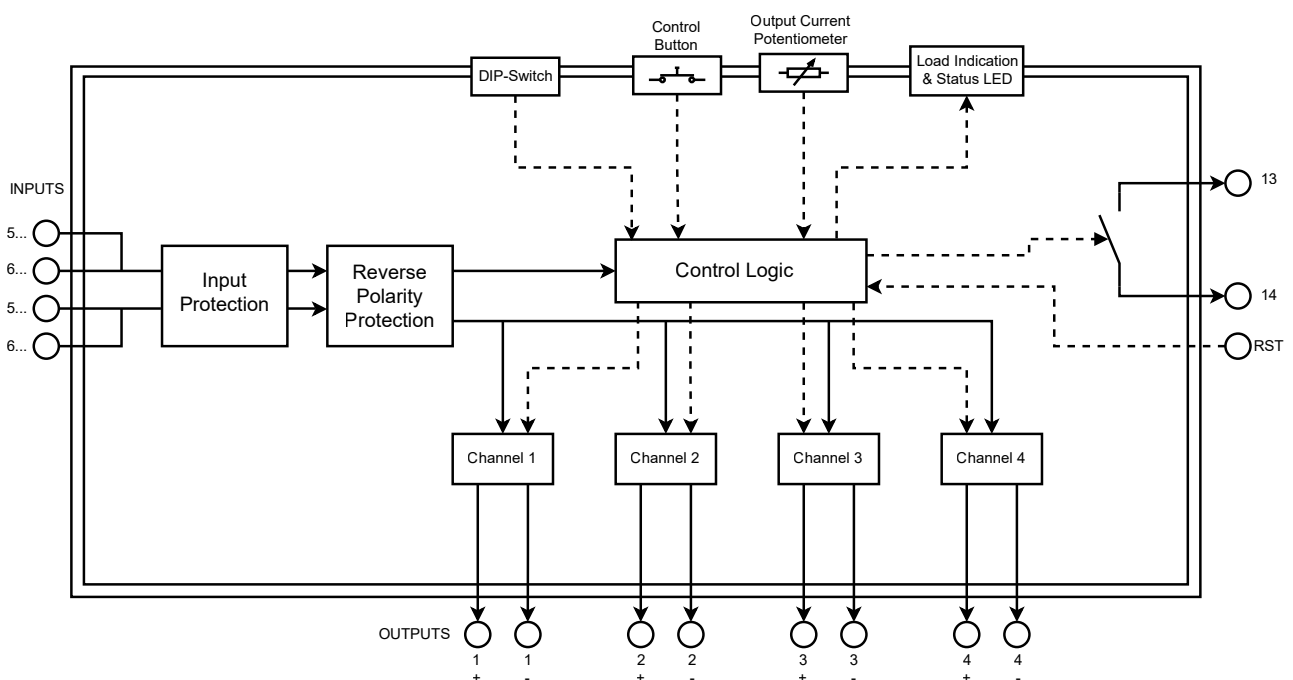 Control
Button
Output Current
Potentiometer
DIP-Switch
Load Indication
& Status LED
INPUTS
5...
6...
5...
6...
Input
Protection
Reverse
Polarity
Protection
Control Logic
13
14
RST
Channel 1
Channel 2
Channel 3
Channel 4
OUTPUTS
1 1 2 2 3 3 4 4
+ - + - + - + -